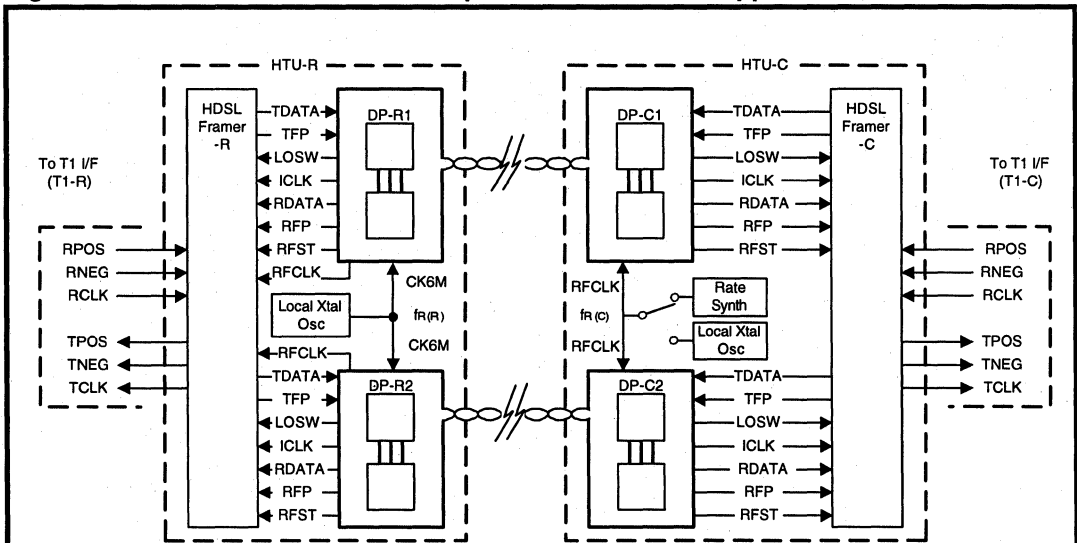 HTU-R
HDSL
Framer
-R
TDATA
TFP
LOSW
ICLK
RDATA
RFP
RFST
RFCLK
DP-R1
To T1 I/F
(T1-R)
RPOS
RNEG
RCLK
TPOS
TNEG
TCLK
Local Xtal
Osc
CK6M
fR(R)
CK6M
RFCLK
TDATA
TFP
LOSW
ICLK
RDATA
RFP
RFST
DP-R2
HTU-C
DP-C1
TDATA
TFP
LOSW
ICLK
RDATA
RFP
RFST
HDSL
Framer
-C
To T1 I/F
(T1-C)
RPOS
RNEG
RCLK
TPOS
TNEG
TCLK
RFCLK
fR(C)
RFCLK
Rate
Synth
Local Xtal
Osc
DP-C2
TDATA
TFP
LOSW
ICLK
RDATA
RFP
RFST